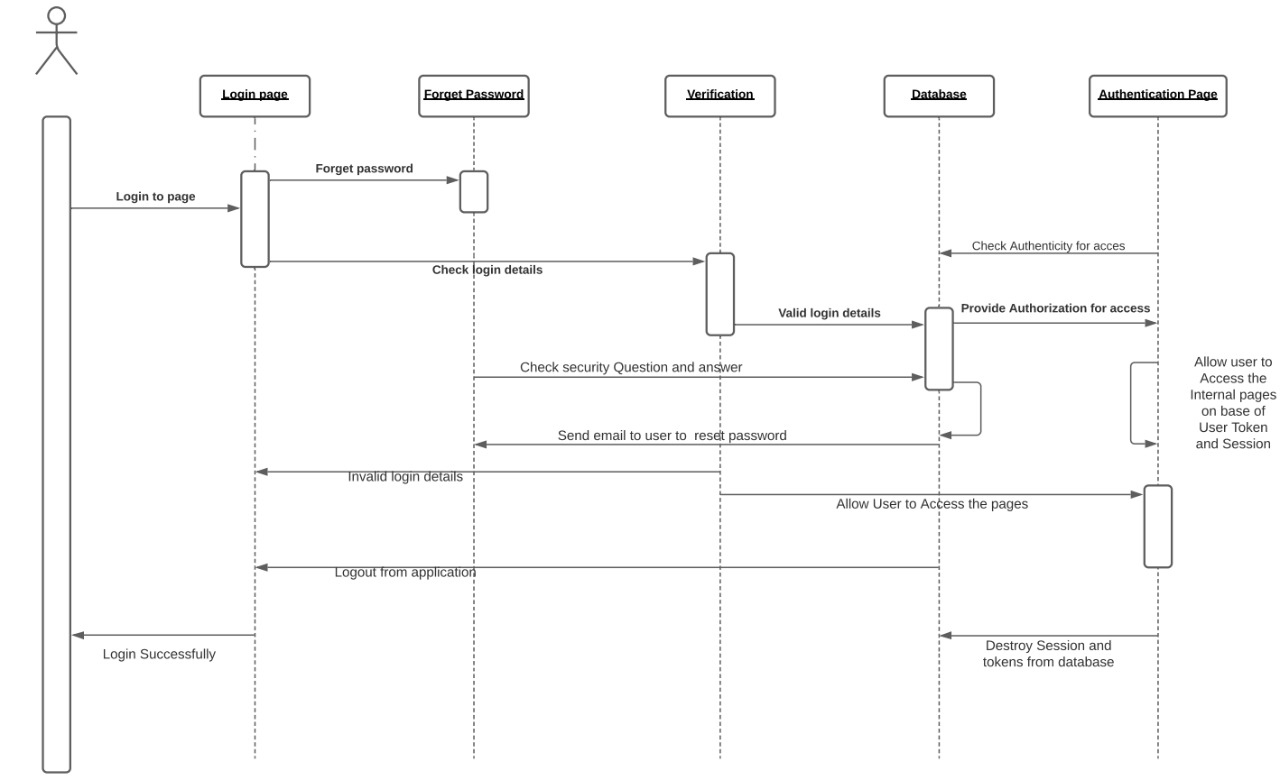 Login page
Forget Password
Verification
Database
Authentication Page
Forget password
Login to page
Check Authenticity for acces
Check login details
Provide Authorization for access
Valid login details
Check security Question and answer
Allow user to
Access the
Internal pages
on base of
User Token
and Session
Send email to user to reset password
Invalid login details
Allow User to Access the pages
Logout from application
Login Successfully
Destroy Session and
tokens from database